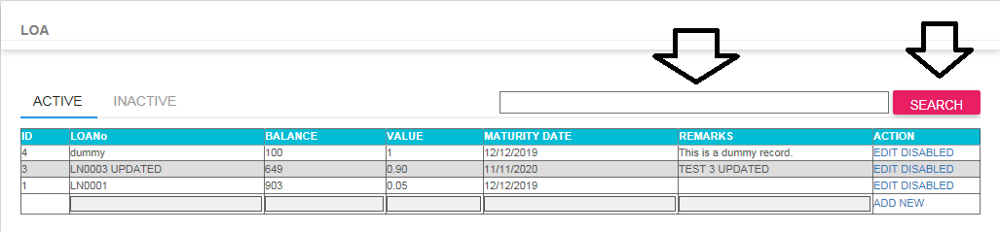 LOA
ACTIVE INACTIVE SEARCH
ID LOANo BALANCE VALUE MATURITY DATE REMARKS ACTION
4 dummy 100 1 12/12/2019 This is a dummy record. EDIT DISABLED
3 LN0003 UPDATED 649 0.90 11/11/2020 TEST 3 UPDATED EDIT DISABLED
1 LN0001 903 0.05 12/12/2019 EDIT DISABLED
ADD NEW